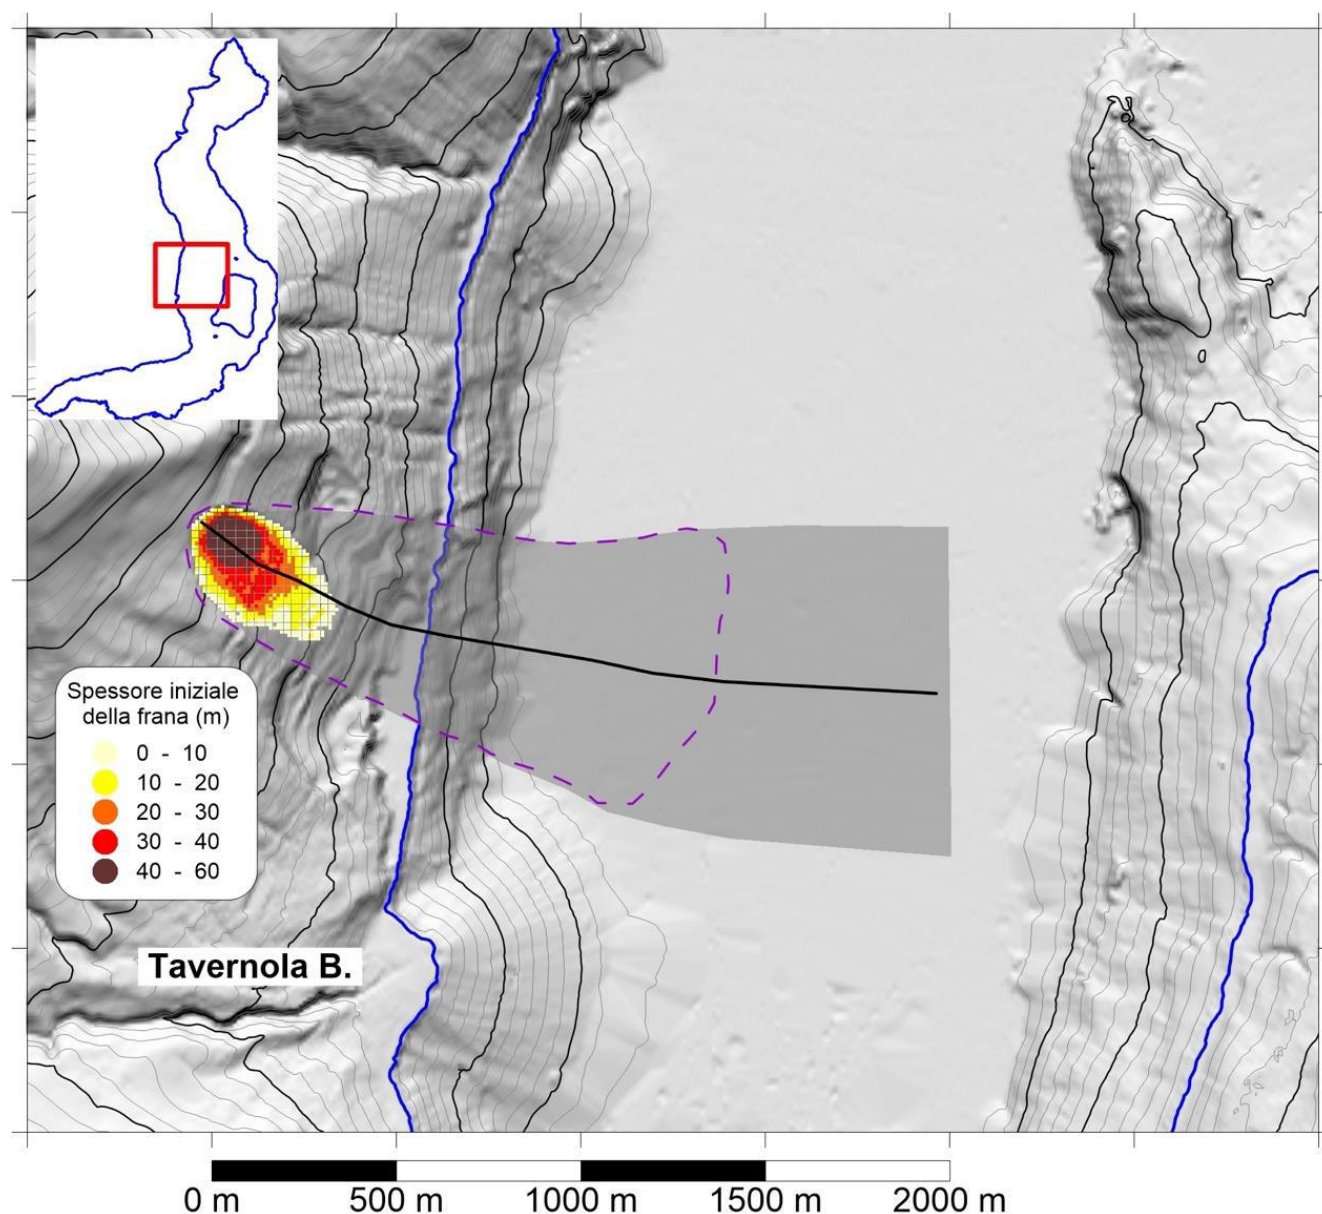 Spessore iniziale
della frana (m)
0 - 10
10 - 20
20 - 30
30 - 40
40 - 60
Tavernola B.
0 m 500 m 1000 m 1500 m 2000 m